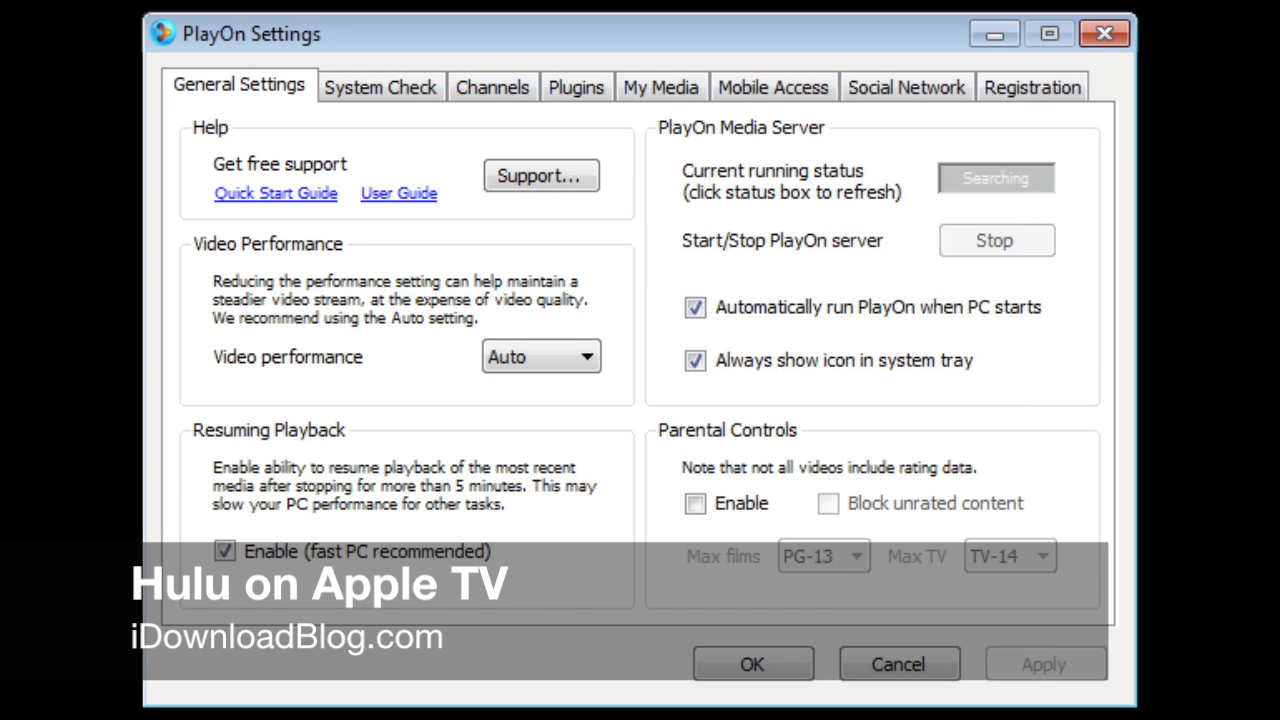 PlayOn Settings
General Settings
System Check
Channels
Plugins
My Media
Mobile Access
Social Network
Registration
Help
Get free support
Support...
Quick Start Guide
User Guide
Video Performance
Reducing the performance setting can help maintain a
steadier video stream, at the expense of video quality.
We recommend using the Auto setting.
Video performance
Auto
Resuming Playback
Enable ability to resume playback of the most recent
media after stopping for more than 5 minutes. This may
slow your PC performance for other tasks.
Enable (fast PC recommended)
PlayOn Media Server
Current running status
(click status box to refresh)
Searching
Start/Stop PlayOn server
Stop
Automatically run PlayOn when PC starts
Always show icon in system tray
Parental Controls
Note that not all videos include rating data.
Enable
Block unrated content
Max films
PG-13
Max TV
TV-14
Hulu on Apple TV
iDownloadBlog.com
OK
Cancel
Apply